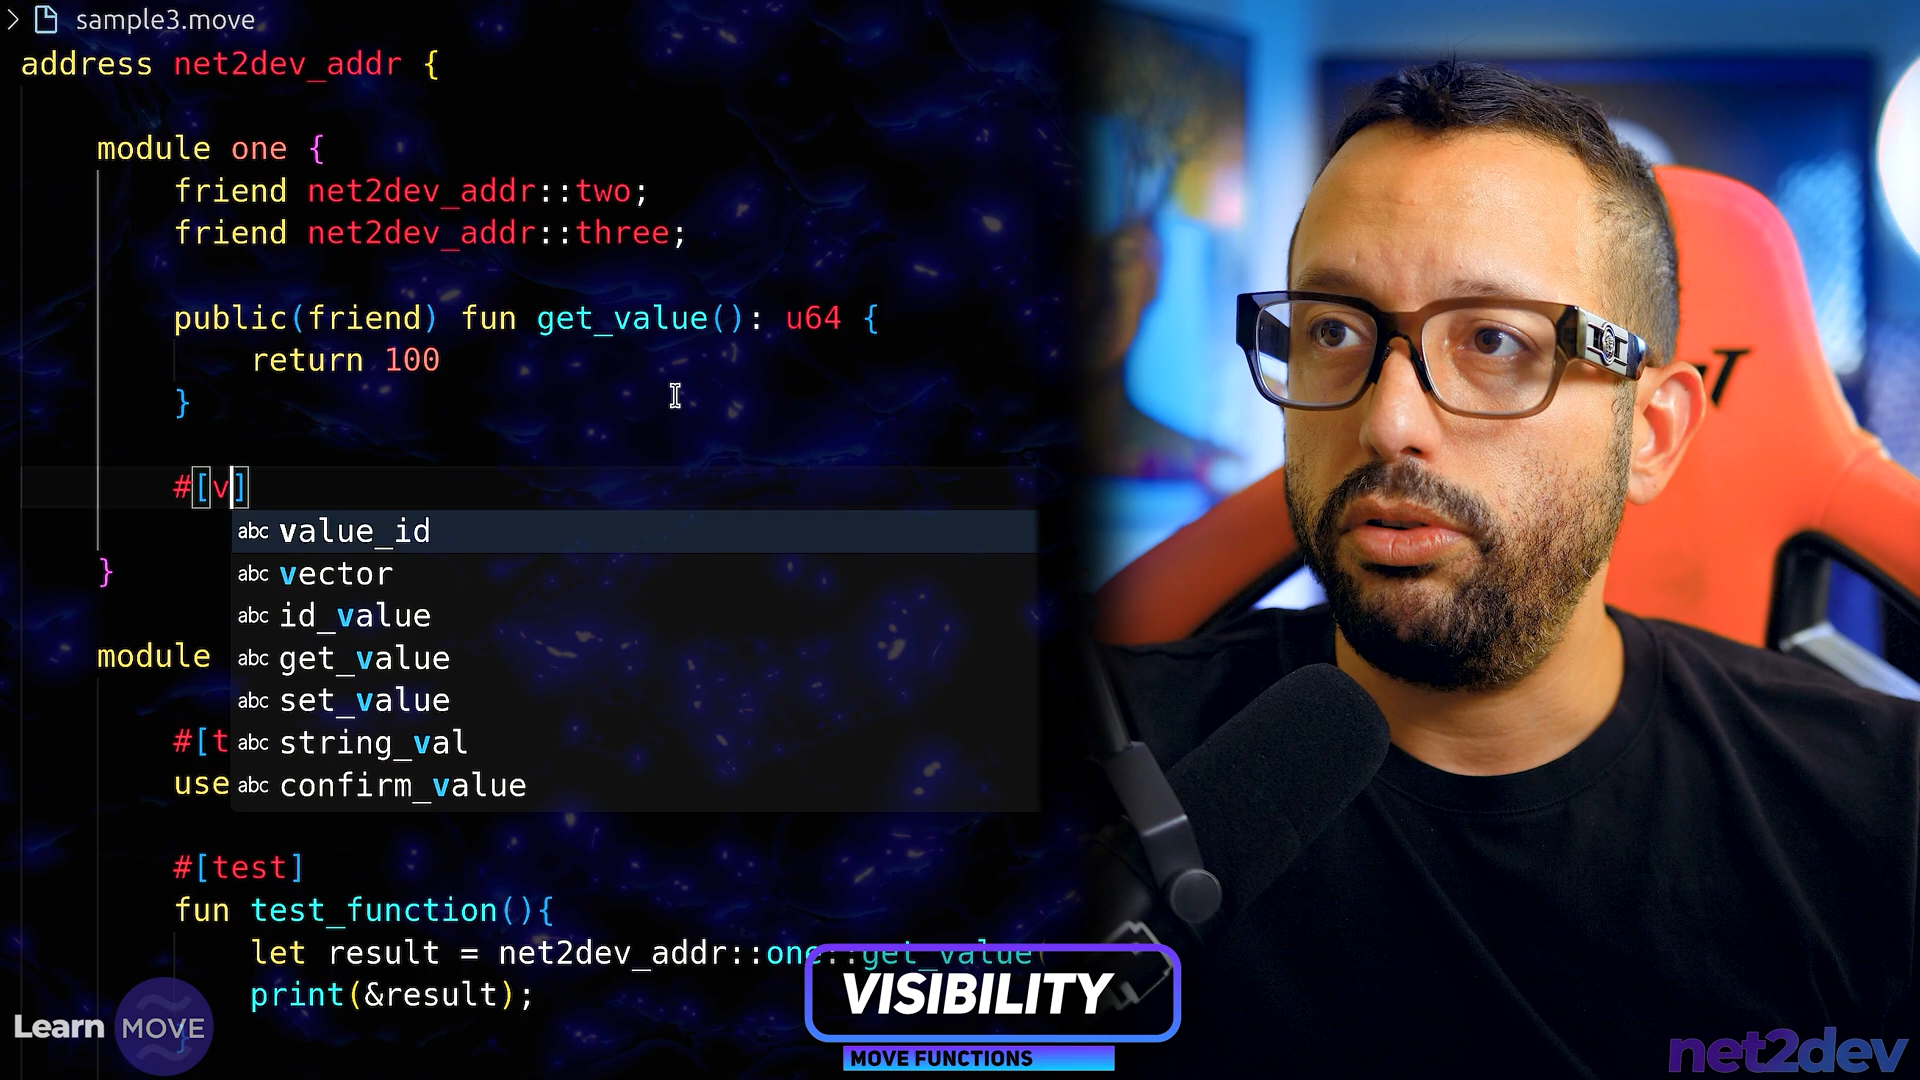 sample3.move
address net2dev_addr {
module one {
friend net2dev_addr::two;
friend net2dev_addr::three;
public(friend) fun get_value(): u64 {
return 100
}
#[v]
abc value_id
abc vector
abc id_value
abc get_value
abc set_value
abc string_val
abc confirm_value
}
module
#[t
use
#[test]
fun test_function(){
let result = net2dev_addr::one::get_value(
print(&result);
}
VISIBILITY
MOVE FUNCTIONS
Learn MOVE
net2dev